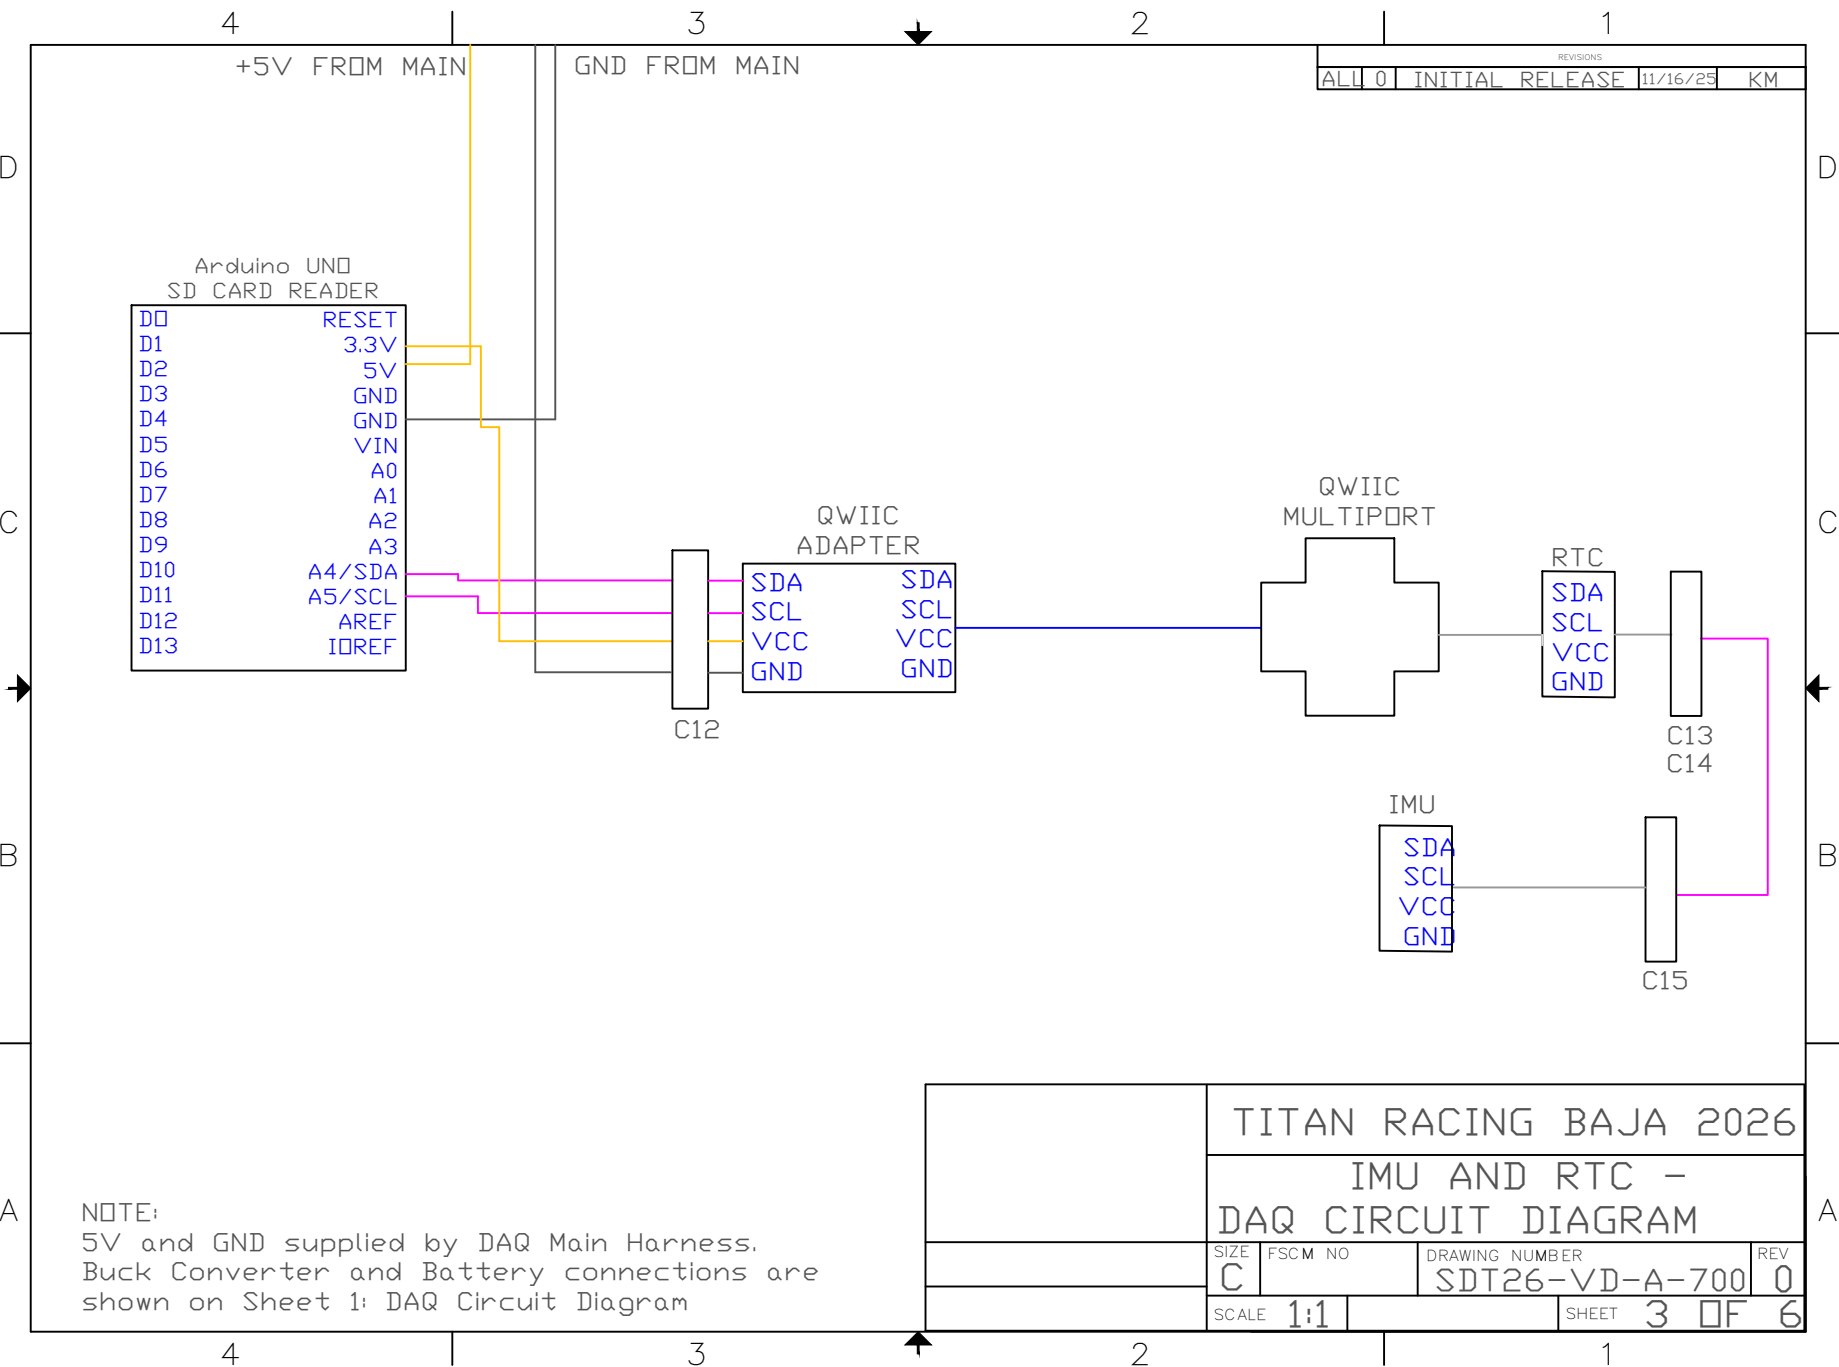 4 3 2 1
+5V FROM MAIN
GND FROM MAIN
REVISIONS
ALL 0 INITIAL RELEASE 11/16/25 KM
D D
Arduino UNO
SD CARD READER
D0 RESET
D1 3.3V
D2 5V
D3 GND
D4 GND
D5 VIN
D6 A0
D7 A1
D8 A2
D9 A3
D10 A4/SDA
D11 A5/SCL
D12 AREF
D13 IOREF
C C
QWIIC
ADAPTER
SDA SDA
SCL SCL
VCC VCC
GND GND
C12
QWIIC
MULTIPORT
RTC
SDA
SCL
VCC
GND
C13
C14
IMU
SDA
SCL
VCC
GND
C15
B B
A A
NOTE:
5V and GND supplied by DAQ Main Harness.
Buck Converter and Battery connections are
shown on Sheet 1: DAQ Circuit Diagram
TITAN RACING BAJA 2026
IMU AND RTC -
DAQ CIRCUIT DIAGRAM
SIZE FSCM NO DRAWING NUMBER REV
C SDT26-VD-A-700 0
SCALE 1:1 SHEET 3 OF 6
4 3 2 1